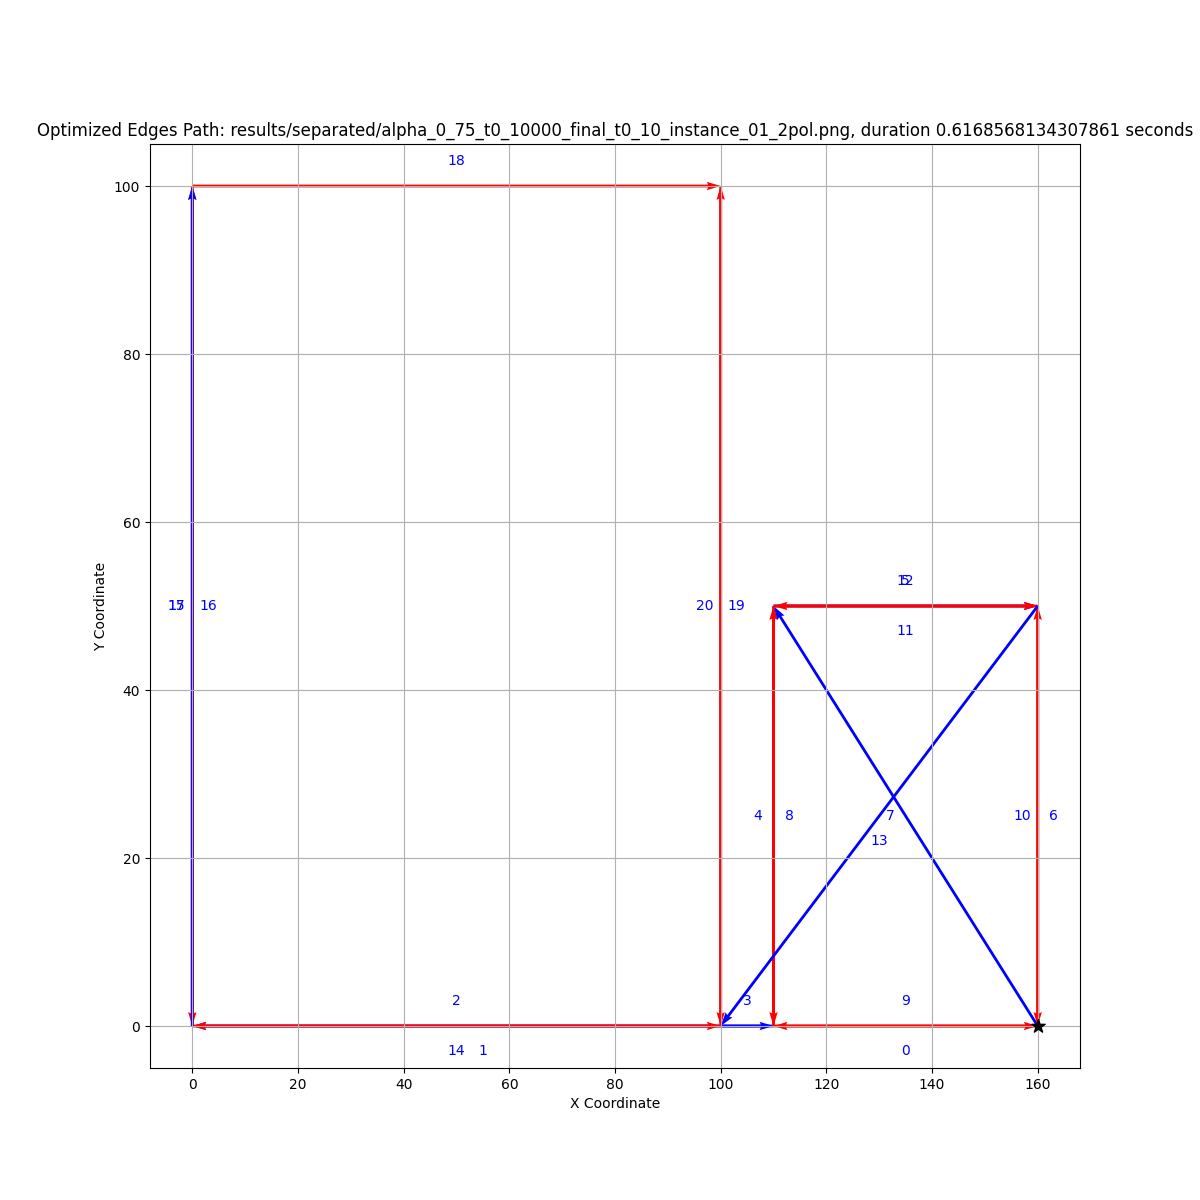 Optimized Edges Path: results/separated/alpha_0_75_t0_10000_final_t0_10_instance_01_2pol.png, duration 0.6168568134307861 seconds
18
100
80
60
12
16
20 19
11
Y Coordinate
40
4 8 7 10 6
13
20
2 3 9
0
14 1 0
0 20 40 60 80 100 120 140 160
X Coordinate